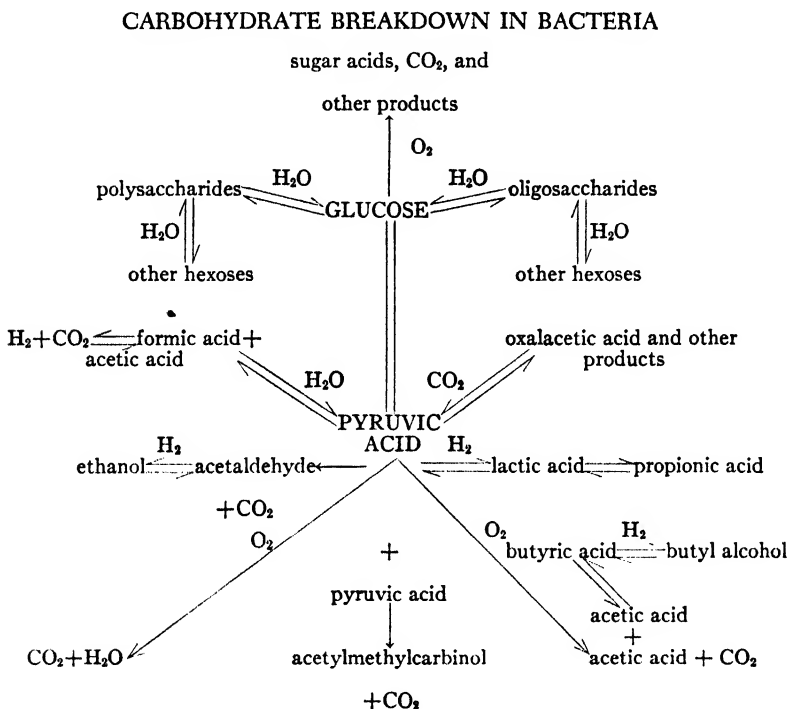 CARBOHYDRATE BREAKDOWN IN BACTERIA
sugar acids, CO₂, and
other products
O₂
H₂O H₂O
polysaccharides oligosaccharides
GLUCOSE
H₂O H₂O
other hexoses other hexoses
H₂+CO₂ formic acid+ oxalacetic acid and other
acetic acid products
H₂O CO₂
PYRUVIC
ACID
H₂ H₂
ethanol acetaldehyde lactic acid propionic acid
+CO₂
O₂ O₂ H₂
+ butyric acid butyl alcohol
pyruvic acid
acetic acid
+
CO₂+H₂O acetylmethylcarbinol acetic acid + CO₂
+CO₂